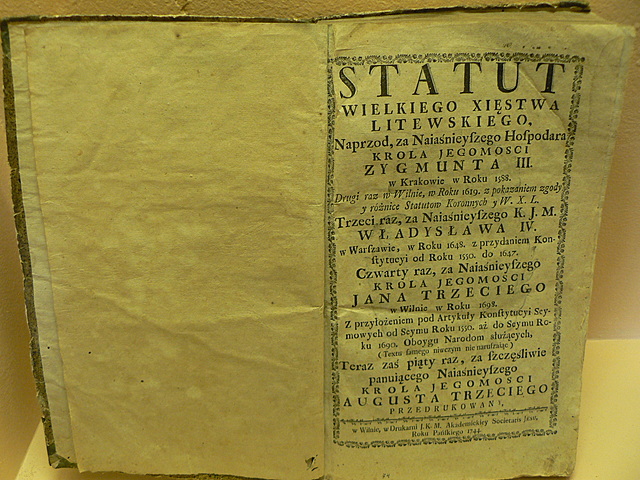 STATUT
WIELKIEGO XIĘSTWA
LITEWSKIEGO,
Naprzod, za Naiaśnieyſzego Hoſpodara
KROLA JEGOMOSCI
ZYGMUNTA III.
w Krakowie w Roku 1588.
Drugi raz w Wilnie, w Roku 1619. z pokazaniem zgody
y rożnice Statutow Koronnych y W. X. L.
Trzeci raz, za Naiaśnieyſzego K. J. M.
WŁADYSŁAWA IV.
w Warſzawie, w Roku 1648. z przydaniem Kon-
ſtytucyi od Roku 1550. do 1647.
Czwarty raz, za Naiaśnieyſzego
KROLA JEGOMOSCI
JANA TRZECIEGO
w Wilnie w Roku 1698.
Z przyłożeniem pod Artykuły Konſtytucyi Sey-
mowych od Seymu Roku 1550. aż do Seymu Ro-
ku 1690. Oboygu Narodom służących,
(Textu ſamego niwczym nie naruſzaiąc)
Teraz zaś piąty raz, za ſzczęśliwie
panuiącego Naiaśnieyſzego
KROLA JEGOMOSCI
AUGUSTA TRZECIEGO
PRZEDRUKOWANY,
w Wilnie, w Drukarni J.K.M. Akademickiey Societatis JESU,
Roku Pańſkiego 1744.